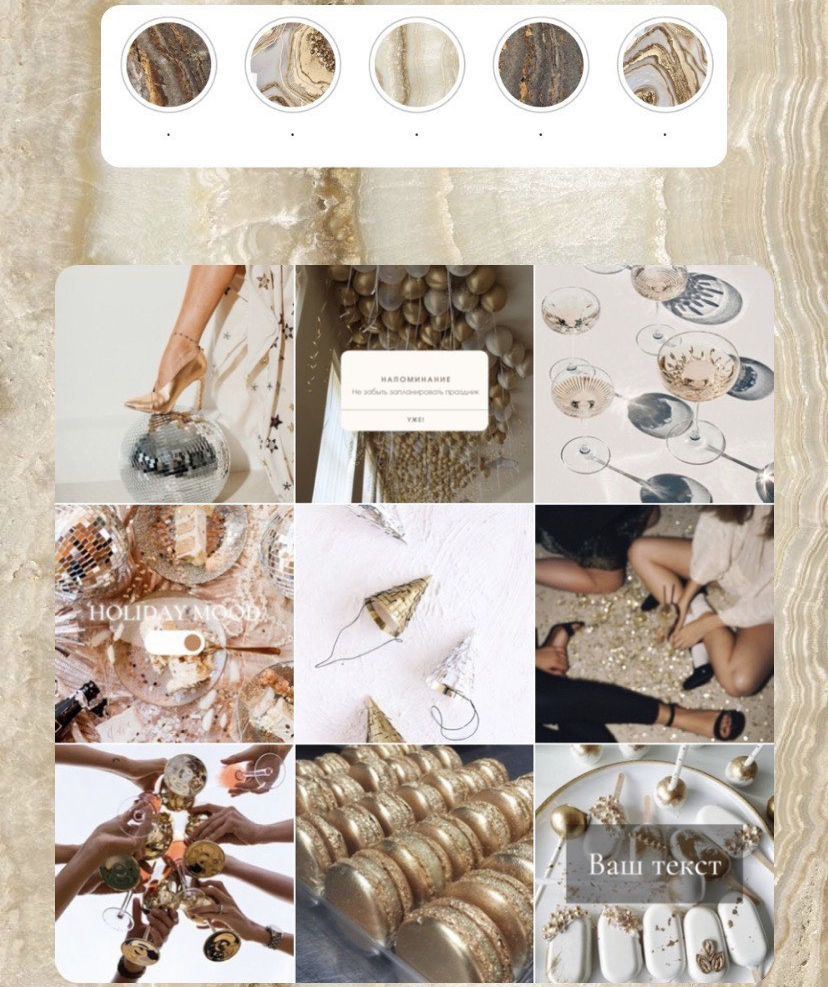 НАПОМИНАНИЕ
Не забыть запланировать праздник
УЖЕ!
HOLIDAY MOOD
Ваш текст